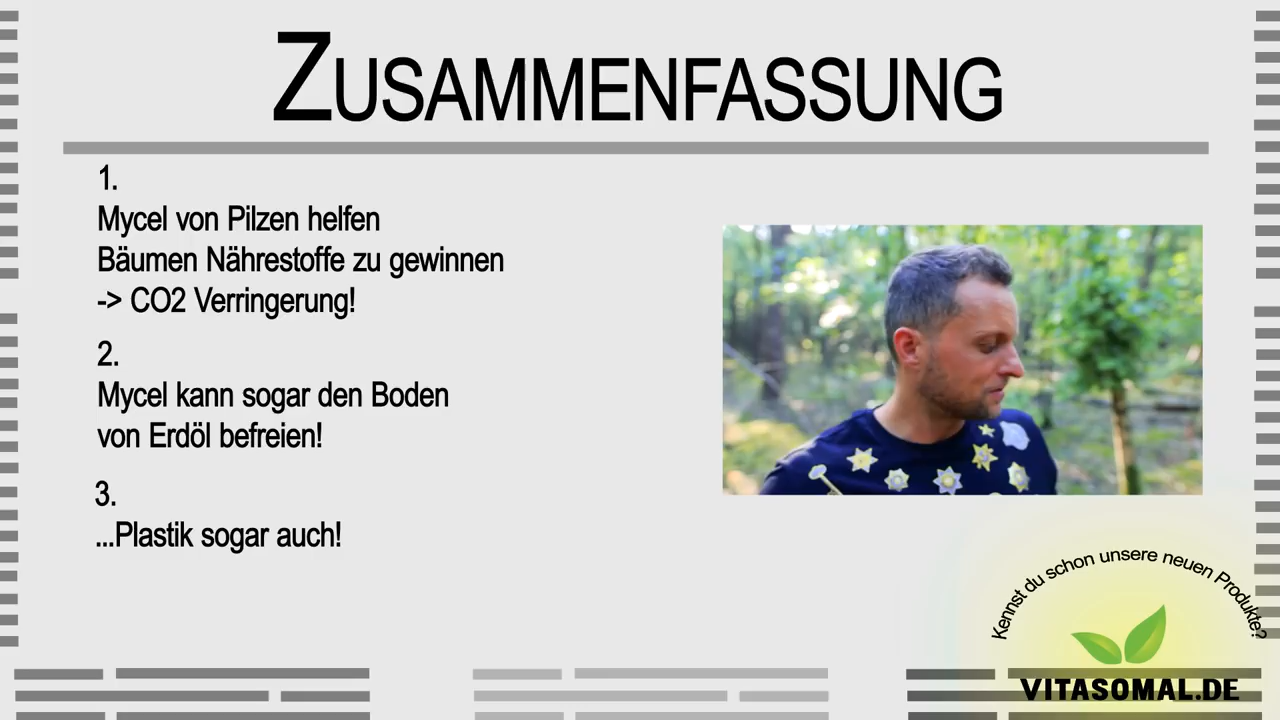 ZUSAMMENFASSUNG
1.
Mycel von Pilzen helfen
Bäumen Nährestoffe zu gewinnen
-> CO2 Verringerung!
2.
Mycel kann sogar den Boden
von Erdöl befreien!
3.
...Plastik sogar auch!
Kennst du schon unsere neuen Produkte?
VITASOMAL.DE